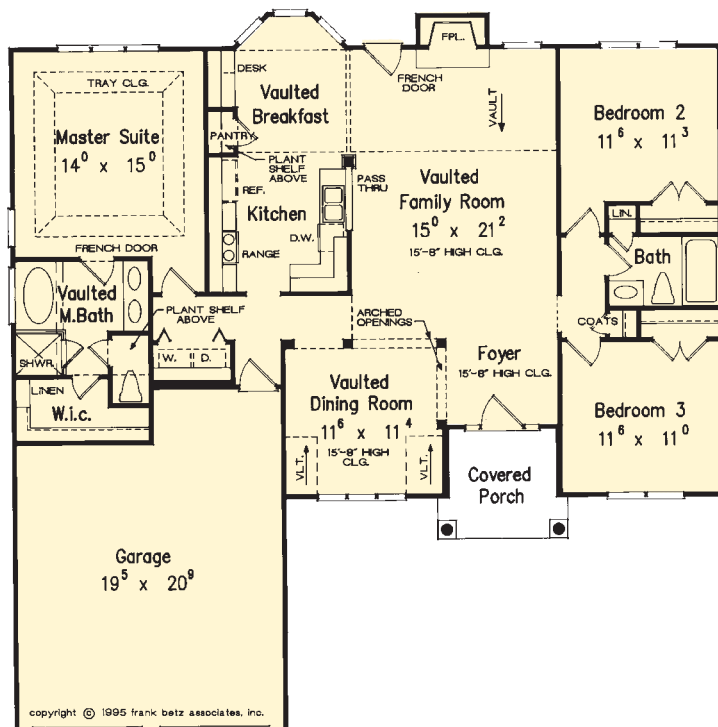 FPL.
DESK
TRAY CLG.
Vaulted
Breakfast
FRENCH
DOOR
VAULT
Bedroom 2
11⁶ x 11³
Master Suite
14⁰ x 15⁰
PANTRY
PLANT
SHELF
ABOVE
PASS
THRU
Vaulted
Family Room
15⁰ x 21²
15'-8" HIGH CLG.
REF.
Kitchen
D.W.
RANGE
LIN.
Bath
FRENCH DOOR
Vaulted
M.Bath
PLANT SHELF
ABOVE
ARCHED
OPENINGS
COATS
SHWR.
W.
D.
Foyer
15'-8" HIGH CLG.
LINEN
W.i.c.
Vaulted
Dining Room
11⁶ x 11⁴
15'-8" HIGH
CLG.
VLT.
VLT.
Bedroom 3
11⁶ x 11⁰
Covered
Porch
Garage
19⁵ x 20⁹
copyright © 1995 frank betz associates, inc.